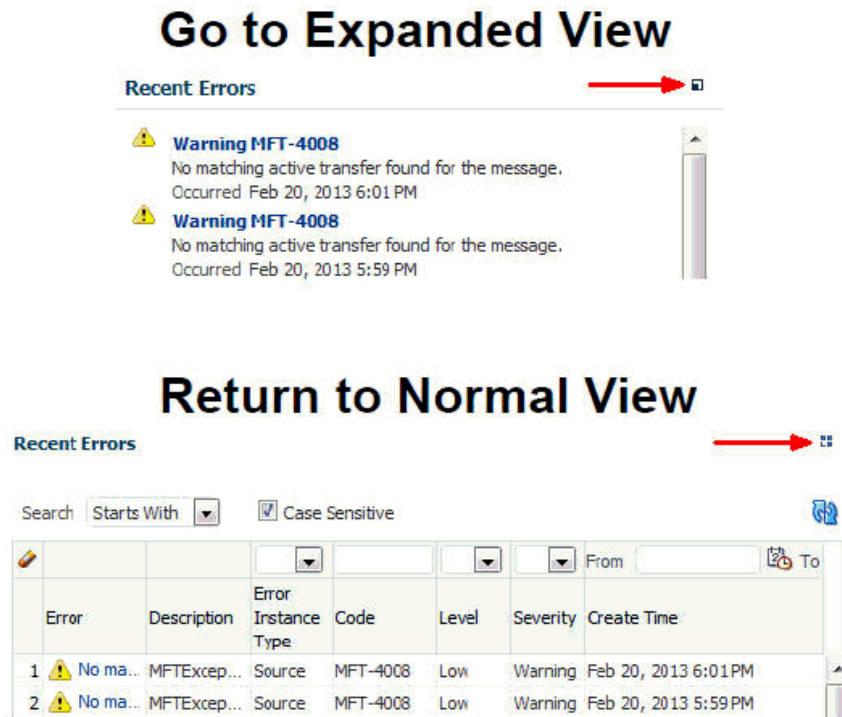 Go to Expanded View
Recent Errors
Warning MFT-4008
No matching active transfer found for the message.
Occurred Feb 20, 2013 6:01 PM
Warning MFT-4008
No matching active transfer found for the message.
Occurred Feb 20, 2013 5:59 PM
Return to Normal View
Recent Errors
Search Starts With Case Sensitive
From To
Error Description Error Instance Type Code Level Severity Create Time
1 No ma... MFTExcep... Source MFT-4008 Low Warning Feb 20, 2013 6:01 PM
2 No ma... MFTExcep... Source MFT-4008 Low Warning Feb 20, 2013 5:59 PM